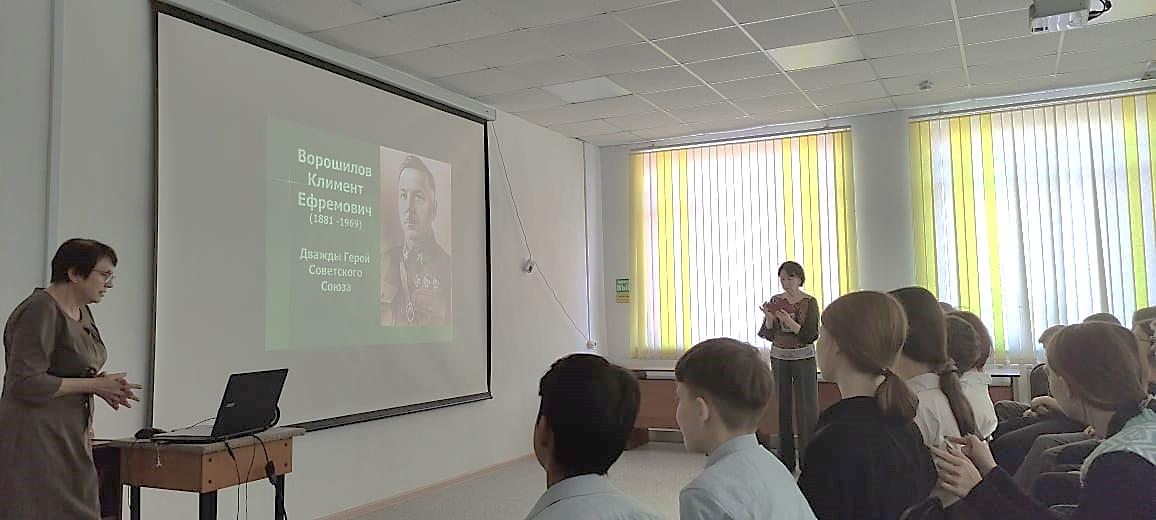 Ворошилов
Климент
Ефремович
(1881 -1969)
Дважды Герой
Советского
Союза